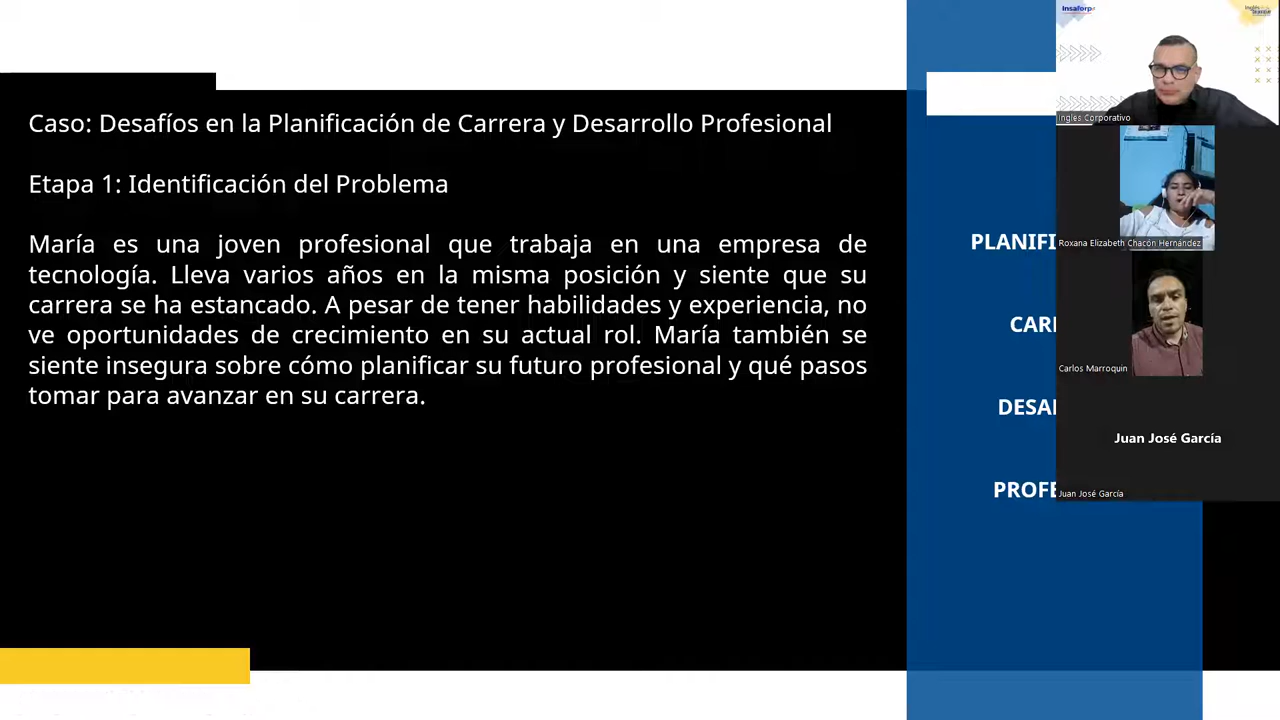 Caso: Desafíos en la Planificación de Carrera y Desarrollo Profesional
Etapa 1: Identificación del Problema
María es una joven profesional que trabaja en una empresa de
tecnología. Lleva varios años en la misma posición y siente que su
carrera se ha estancado. A pesar de tener habilidades y experiencia, no
ve oportunidades de crecimiento en su actual rol. María también se
siente insegura sobre cómo planificar su futuro profesional y qué pasos
tomar para avanzar en su carrera.
PLANIFI
CARI
DESAI
PROFE
Insaforp
Ingles Corporativo
Roxana Elizabeth Chacón Hernández
Carlos Marroquin
Juan José García
Juan José García